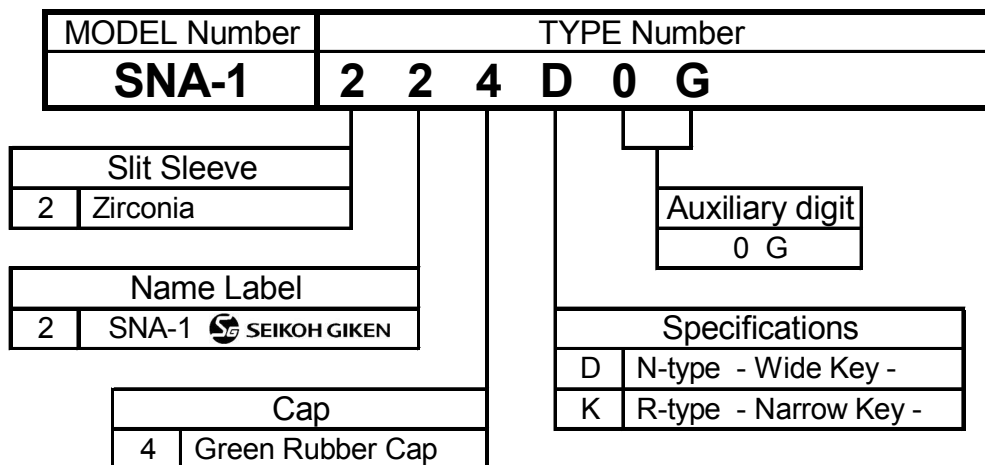 MODEL Number TYPE Number
SNA-1 2 2 4 D 0 G
Slit Sleeve
2 Zirconia
Auxiliary digit
0 G
Name Label
2 SNA-1 SG SEIKOH GIKEN
Specifications
D N-type - Wide Key -
K R-type - Narrow Key -
Cap
4 Green Rubber Cap